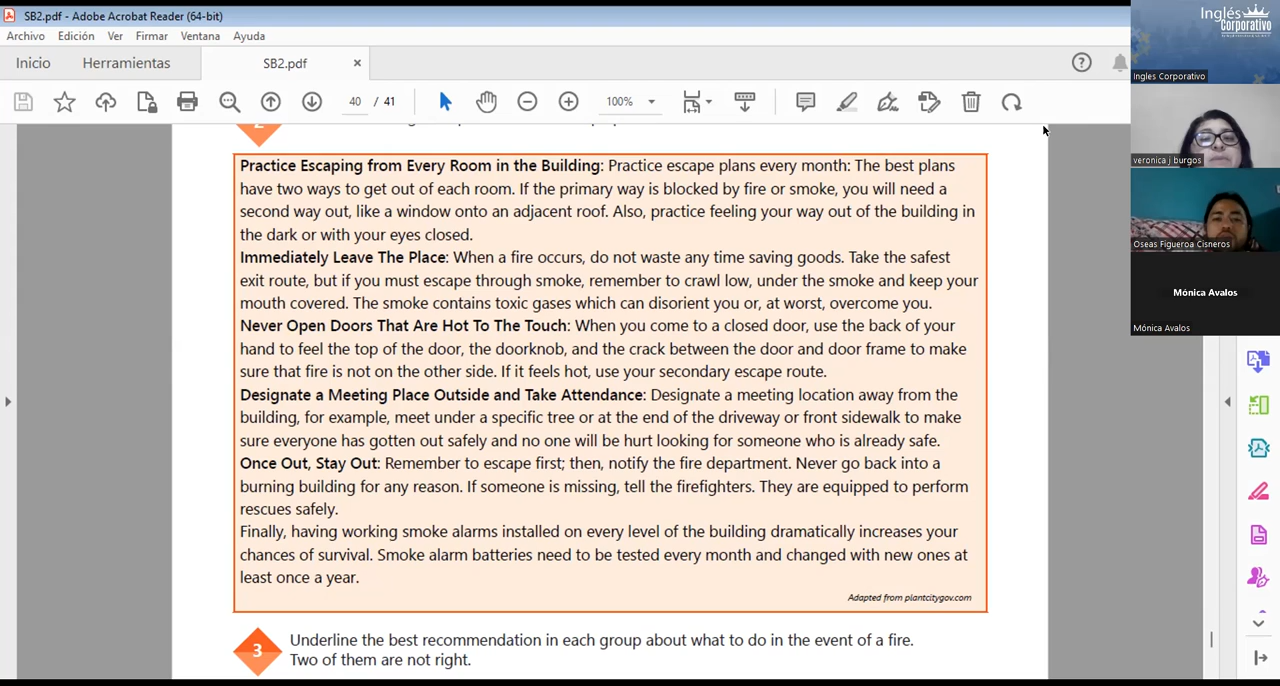 SB2.pdf - Adobe Acrobat Reader (64-bit)
Archivo Edición Ver Firmar Ventana Ayuda
Inicio Herramientas SB2.pdf ×
40 / 41 100%
2
Practice Escaping from Every Room in the Building: Practice escape plans every month: The best plans
have two ways to get out of each room. If the primary way is blocked by fire or smoke, you will need a
second way out, like a window onto an adjacent roof. Also, practice feeling your way out of the building in
the dark or with your eyes closed.
Immediately Leave The Place: When a fire occurs, do not waste any time saving goods. Take the safest
exit route, but if you must escape through smoke, remember to crawl low, under the smoke and keep your
mouth covered. The smoke contains toxic gases which can disorient you or, at worst, overcome you.
Never Open Doors That Are Hot To The Touch: When you come to a closed door, use the back of your
hand to feel the top of the door, the doorknob, and the crack between the door and door frame to make
sure that fire is not on the other side. If it feels hot, use your secondary escape route.
Designate a Meeting Place Outside and Take Attendance: Designate a meeting location away from the
building, for example, meet under a specific tree or at the end of the driveway or front sidewalk to make
sure everyone has gotten out safely and no one will be hurt looking for someone who is already safe.
Once Out, Stay Out: Remember to escape first; then, notify the fire department. Never go back into a
burning building for any reason. If someone is missing, tell the firefighters. They are equipped to perform
rescues safely.
Finally, having working smoke alarms installed on every level of the building dramatically increases your
chances of survival. Smoke alarm batteries need to be tested every month and changed with new ones at
least once a year.
Adapted from plantcitygov.com
3 Underline the best recommendation in each group about what to do in the event of a fire.
Two of them are not right.
Inglés
Corporativo
Ingles Corporativo
veronica j burgos
Oseas Figueroa Cisneros
Mónica Avalos
Mónica Avalos